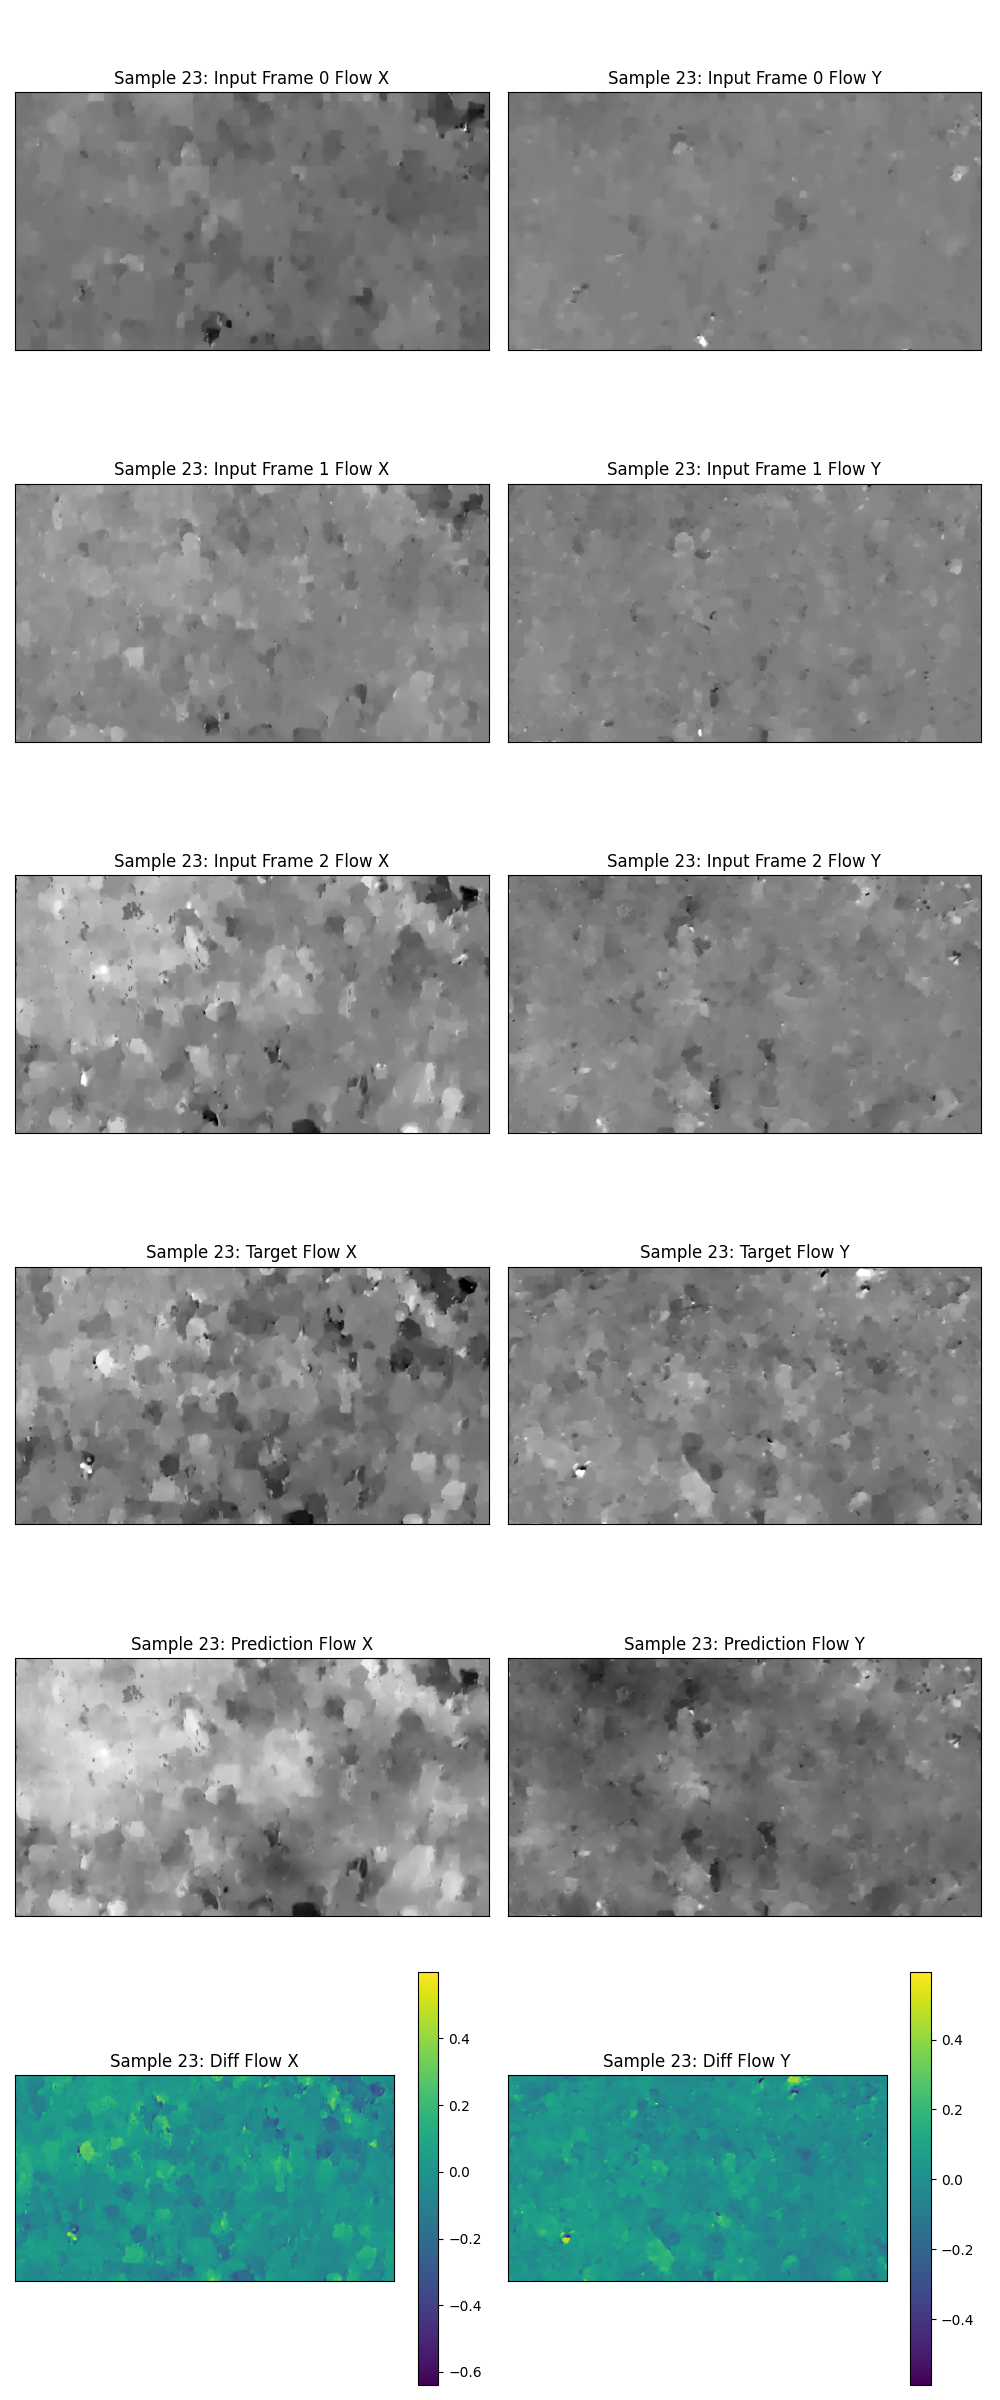 Sample 23: Input Frame 0 Flow X
Sample 23: Input Frame 0 Flow Y
Sample 23: Input Frame 1 Flow X
Sample 23: Input Frame 1 Flow Y
Sample 23: Input Frame 2 Flow X
Sample 23: Input Frame 2 Flow Y
Sample 23: Target Flow X
Sample 23: Target Flow Y
Sample 23: Prediction Flow X
Sample 23: Prediction Flow Y
Sample 23: Diff Flow X
0.4
0.2
0.0
−0.2
−0.4
−0.6
Sample 23: Diff Flow Y
0.4
0.2
0.0
−0.2
−0.4